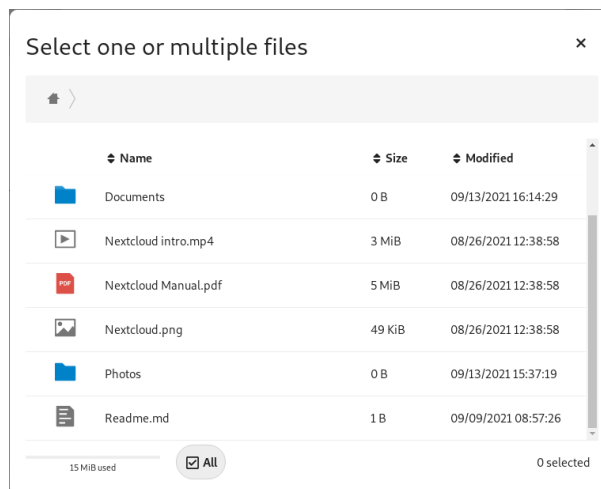 Select one or multiple files
Name Size Modified
Documents 0 B 09/13/2021 16:14:29
Nextcloud intro.mp4 3 MiB 08/26/2021 12:38:58
PDF Nextcloud Manual.pdf 5 MiB 08/26/2021 12:38:58
Nextcloud.png 49 KiB 08/26/2021 12:38:58
Photos 0 B 09/13/2021 15:37:19
Readme.md 1 B 09/09/2021 08:57:26
15 MiB used All 0 selected